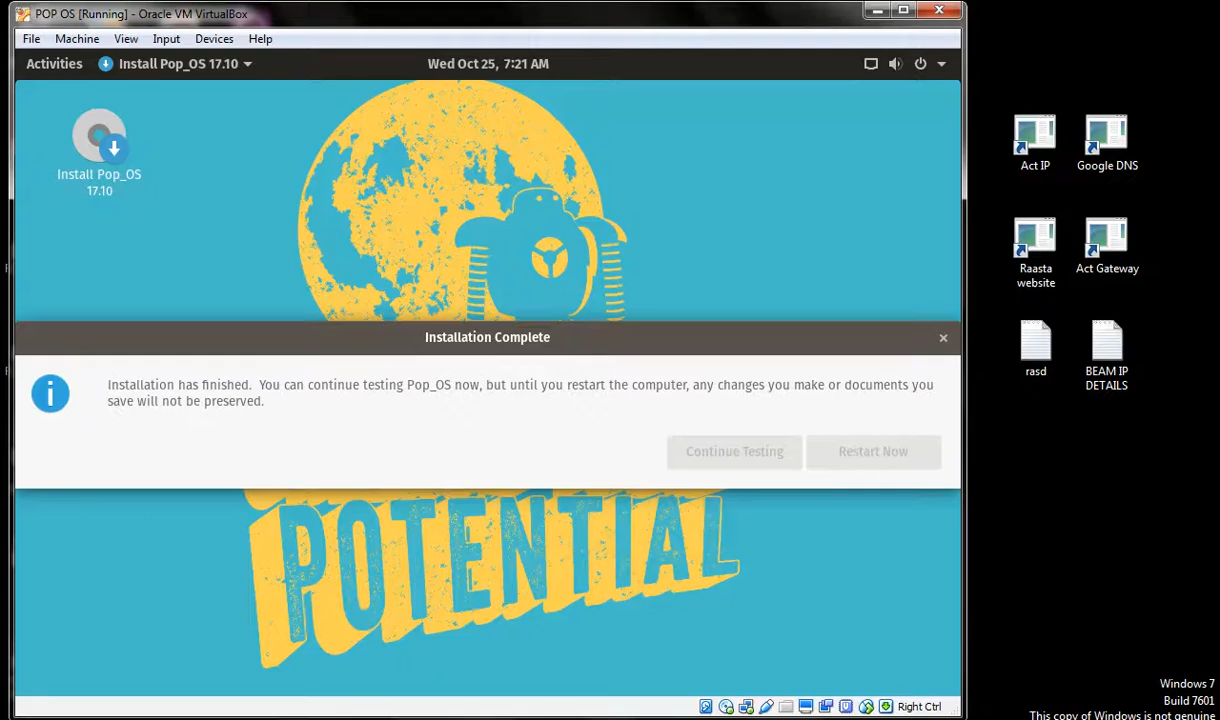 POP OS [Running] - Oracle VM VirtualBox
File Machine View Input Devices Help
Activities Install Pop_OS 17.10 Wed Oct 25, 7:21 AM
Install Pop_OS
17.10
Installation Complete
Installation has finished. You can continue testing Pop_OS now, but until you restart the computer, any changes you make or documents you
save will not be preserved.
Continue Testing Restart Now
POTENTIAL
Right Ctrl
Act IP
Google DNS
Raasta
website
Act Gateway
rasd
BEAM IP
DETAILS
Windows 7
Build 7601
This copy of Windows is not genuine